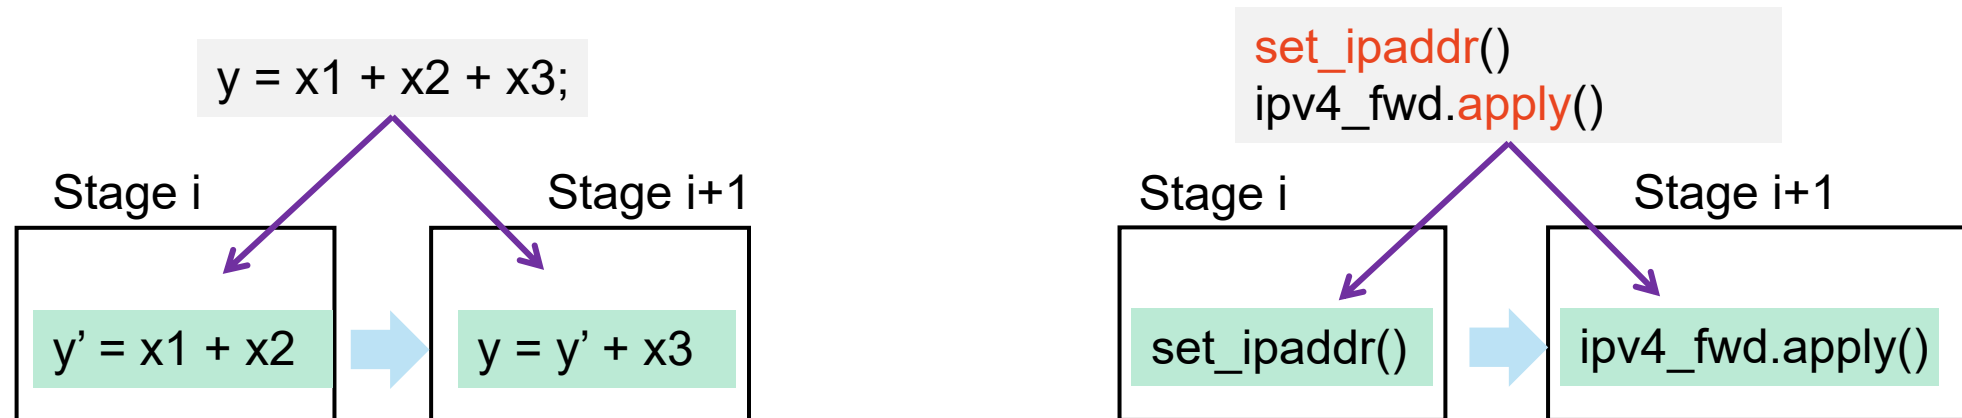 y = x1 + x2 + x3;
Stage i
Stage i+1
y’ = x1 + x2
y = y’ + x3
set_ipaddr()
ipv4_fwd.apply()
Stage i
Stage i+1
set_ipaddr()
ipv4_fwd.apply()